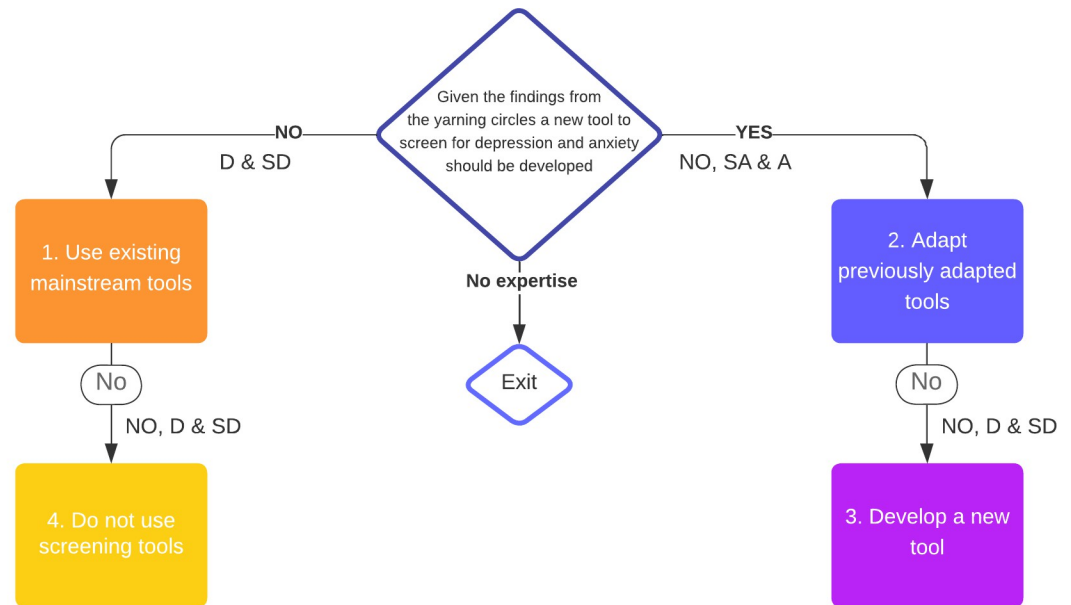 Given the findings from
the yarning circles a new tool to
screen for depression and anxiety
should be developed
NO
D & SD
YES
NO, SA & A
1. Use existing
mainstream tools
No expertise
2. Adapt
previously adapted
tools
Exit
No
NO, D & SD
No
NO, D & SD
4. Do not use
screening tools
3. Develop a new
tool